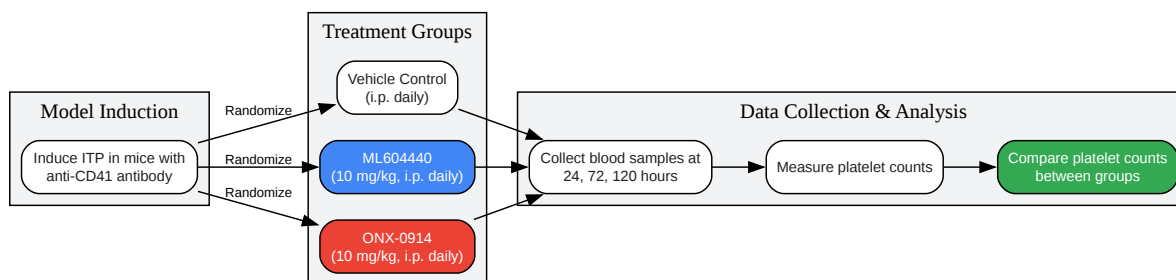 Model Induction
Induce ITP in mice with
anti-CD41 antibody
Randomize
Randomize
Randomize
Treatment Groups
Vehicle Control
(i.p. daily)
ML604440
(10 mg/kg, i.p. daily)
ONX-0914
(10 mg/kg, i.p. daily)
Data Collection & Analysis
Collect blood samples at
24, 72, 120 hours
Measure platelet counts
Compare platelet counts
between groups